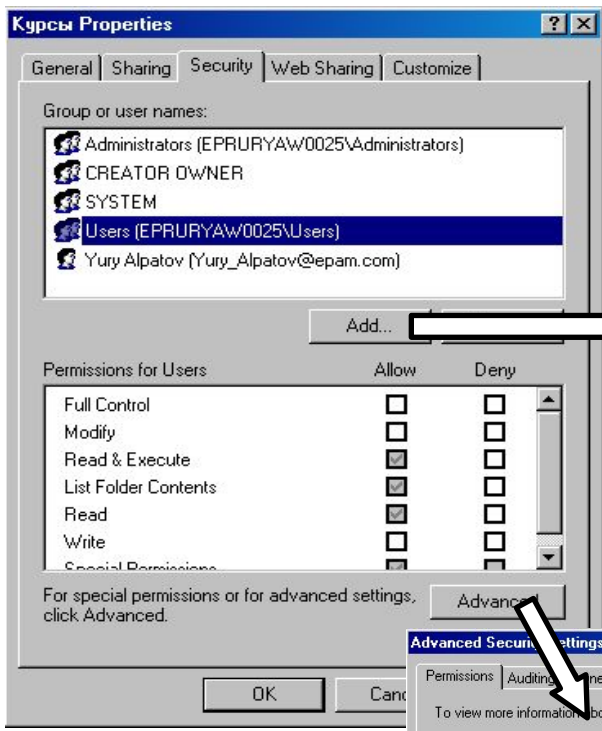 Курсы Properties
General Sharing Security Web Sharing Customize
Group or user names:
Administrators (EPRURYAW0025\Administrators)
CREATOR OWNER
SYSTEM
Users (EPRURYAW0025\Users)
Yury Alpatov (Yury_Alpatov@epam.com)
Add...
Permissions for Users Allow Deny
Full Control
Modify
Read & Execute
List Folder Contents
Read
Write
Special Permissions
For special permissions or for advanced settings,
click Advanced.
Advanced
OK Canc
Advanced Security Settings
Permissions Auditing
To view more information